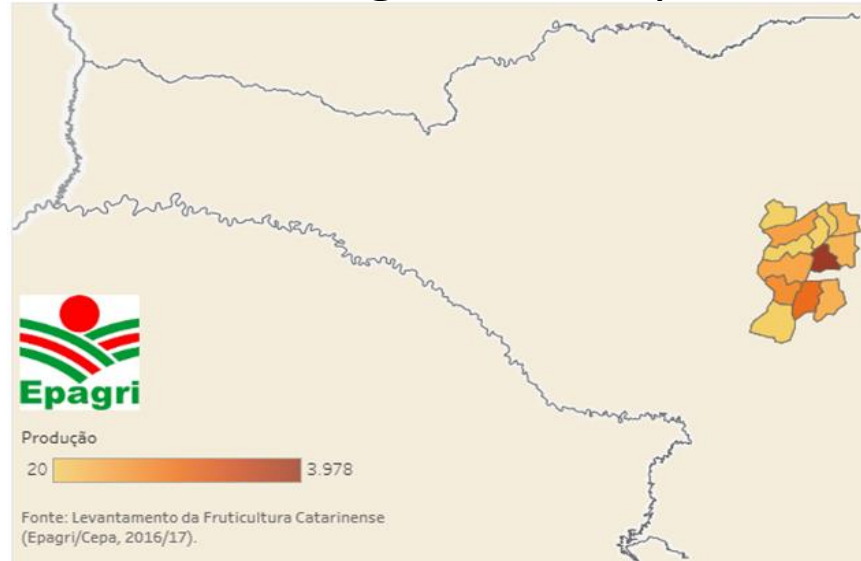 Epagri
Produção
20
3.978
Fonte: Levantamento da Fruticultura Catarinense
(Epagri/Cepa, 2016/17).